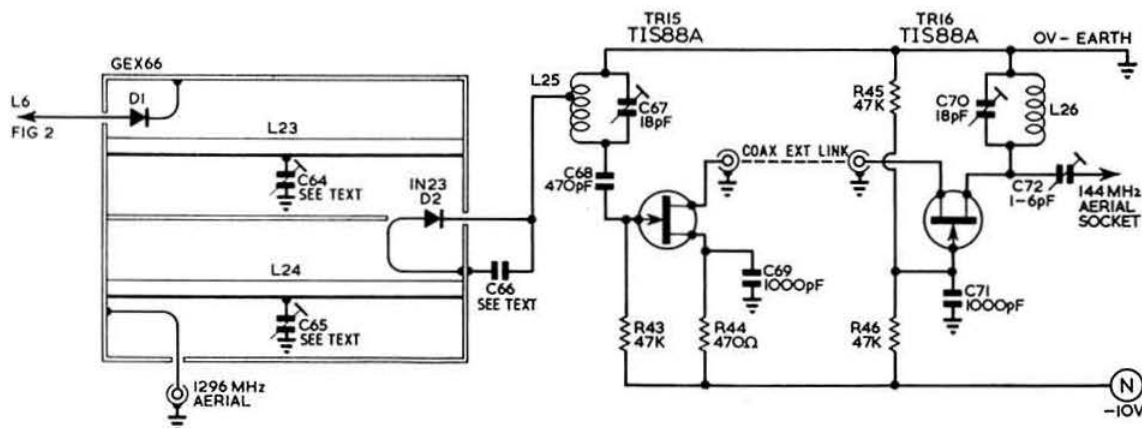 GEX66
D1
L6
FIG 2
L23
C64
SEE TEXT
IN23
D2
L24
C65
SEE TEXT
C66
SEE TEXT
1296 MHz
AERIAL
TR15
TIS88A
L25
C67
18pF
C68
470pF
COAX EXT LINK
C69
1000pF
R43
47K
R44
470Ω
TR16
TIS88A
OV-EARTH
R45
47K
C70
18pF
L26
C72
1-6pF
144 MHz
AERIAL
SOCKET
C71
1000pF
R46
47K
N
-10V